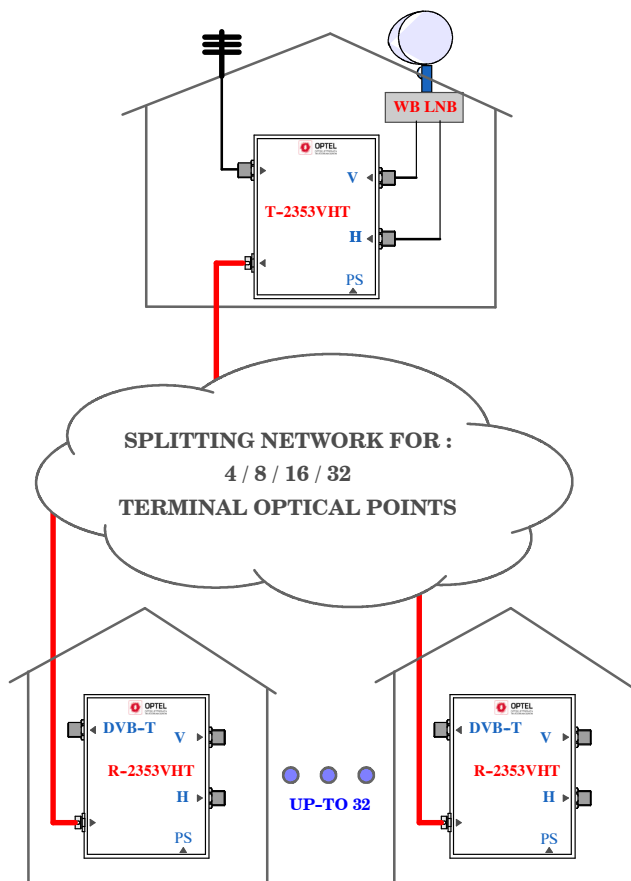 WB LNB
OPTEL
V
T-2353VHT
H
PS
SPLITTING NETWORK FOR :
4 / 8 / 16 / 32
TERMINAL OPTICAL POINTS
OPTEL
DVB-T
V
R-2353VHT
H
PS
UP-TO 32
OPTEL
DVB-T
V
R-2353VHT
H
PS